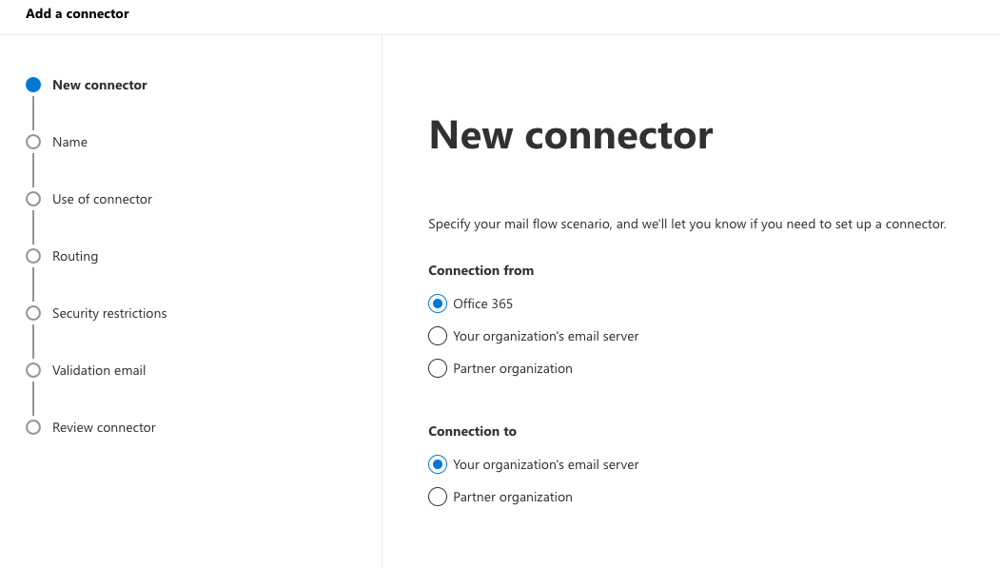 Add a connector
New connector
Name
Use of connector
Routing
Security restrictions
Validation email
Review connector
New connector
Specify your mail flow scenario, and we'll let you know if you need to set up a connector.
Connection from
Office 365
Your organization's email server
Partner organization
Connection to
Your organization's email server
Partner organization